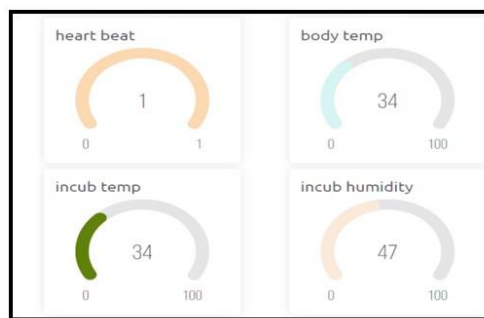 heart beat
1
0 1
body temp
34
0 100
incub temp
34
0 100
incub humidity
47
0 100